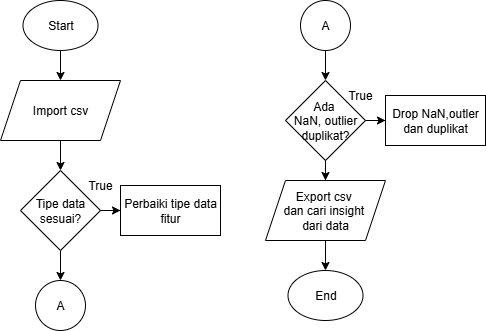 Start
Import csv
Tipe data
sesuai?
True
Perbaiki tipe data
fitur
A
A
Ada
NaN, outlier
duplikat?
True
Drop NaN,outler
dan duplikat
Export csv
dan cari insight
dari data
End